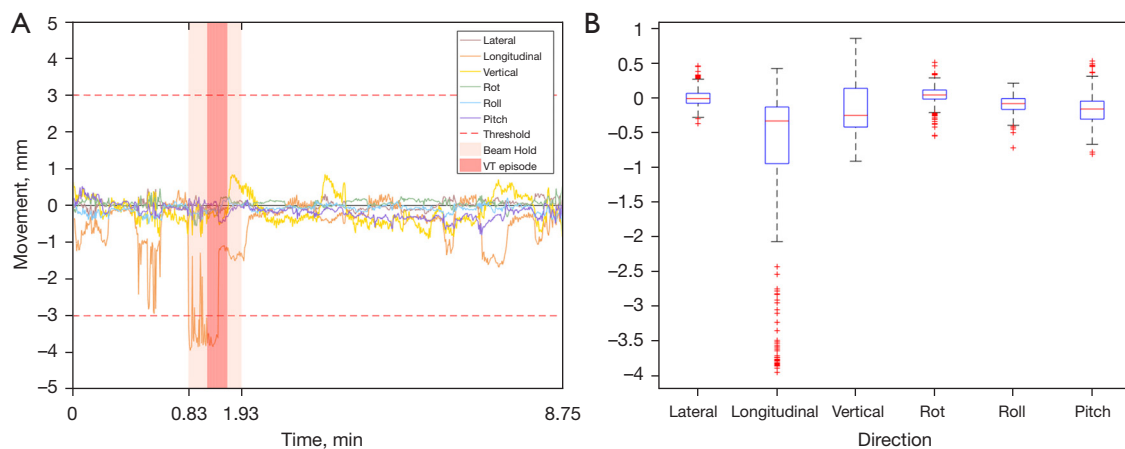 A
5
4
3
2
1
0
−1
−2
−3
−4
−5
Movement, mm
0
0.83
1.93
8.75
Time, min
Lateral
Longitudinal
Vertical
Rot
Roll
Pitch
Threshold
Beam Hold
VT episode
B
1
0.5
0
−0.5
−1
−1.5
−2
−2.5
−3
−3.5
−4
Lateral
Longitudinal
Vertical
Rot
Roll
Pitch
Direction